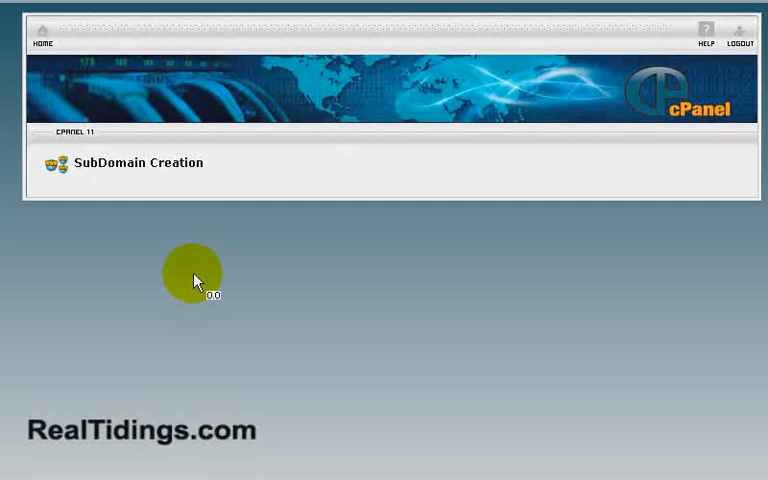 HOME
HELP
LOGOUT
cPanel
CPANEL 11
SubDomain Creation
0.0
RealTidings.com